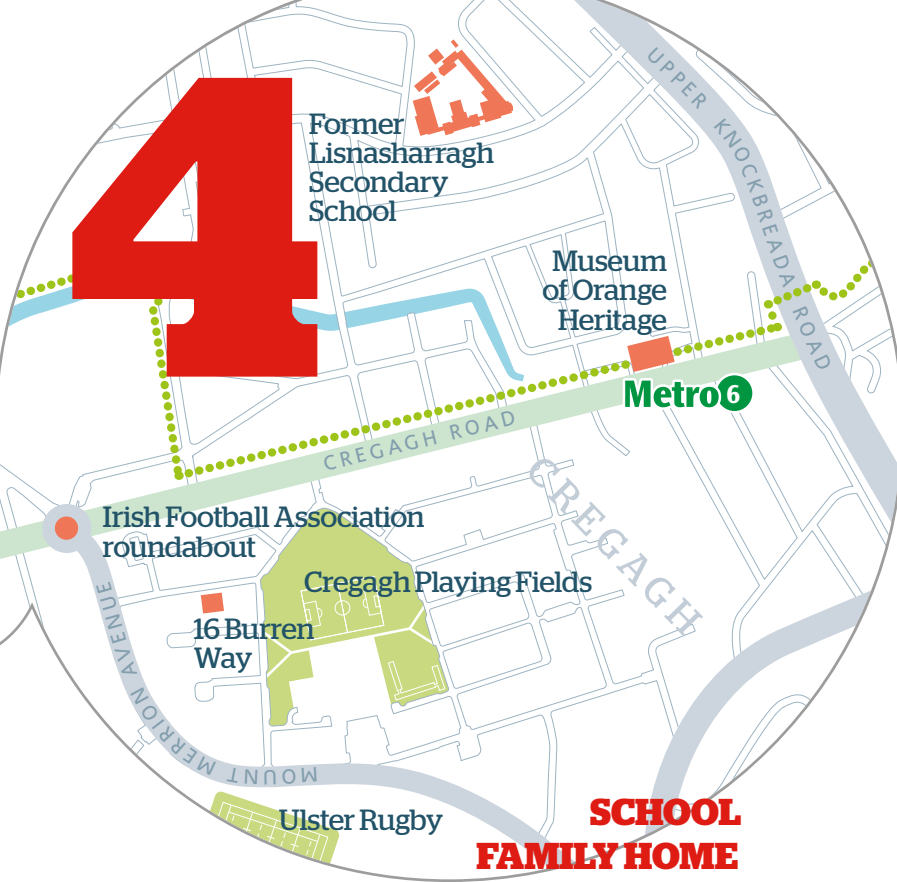 4
Former
Lisnasharragh
Secondary
School
UPPER KNOCKBREADA ROAD
Museum
of Orange
Heritage
Metro 6
CREGAGH ROAD
CREGAGH
Irish Football Association
roundabout
Cregagh Playing Fields
16 Burren
Way
MOUNT MERRION AVENUE
Ulster Rugby
SCHOOL
FAMILY HOME